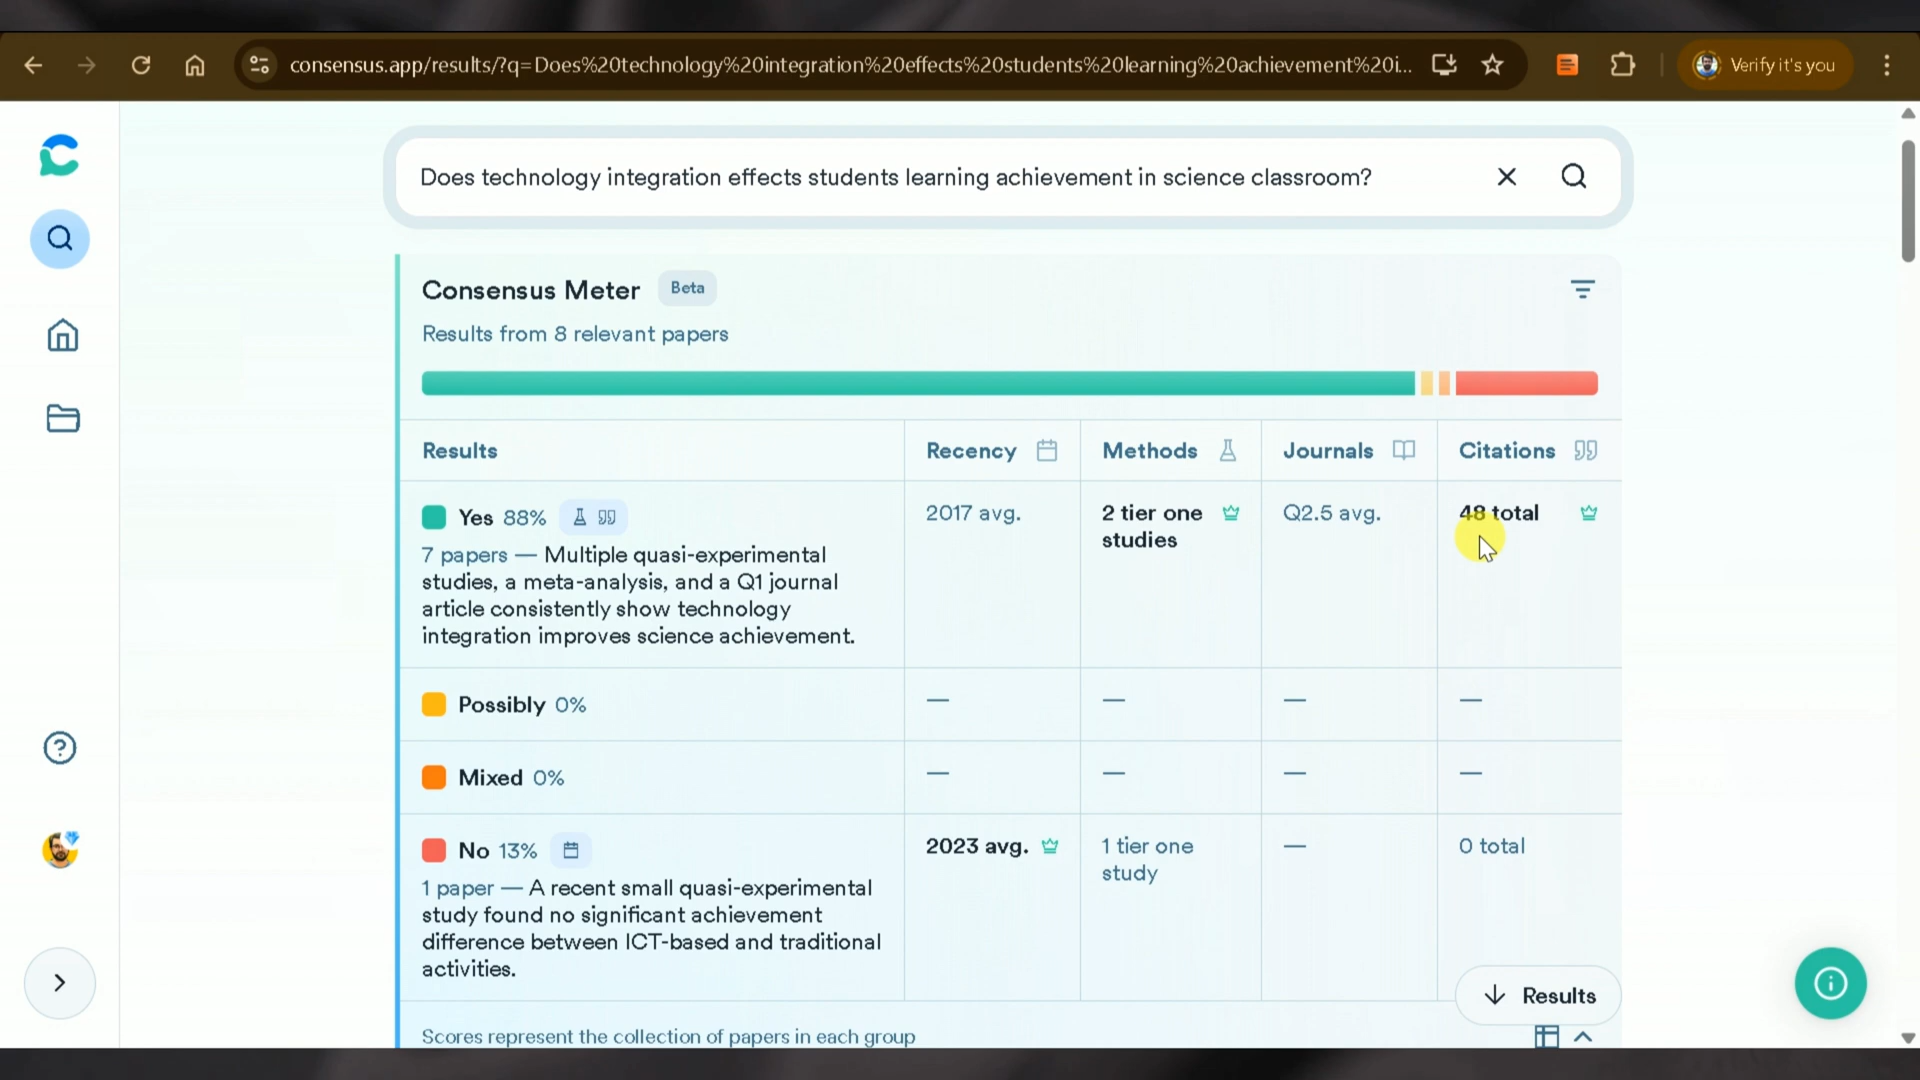 consensus.app/results/?q=Does%20technology%20integration%20effects%20students%20learning%20achievement%20i...
Verify it's you
Does technology integration effects students learning achievement in science classroom?
Consensus Meter Beta
Results from 8 relevant papers
Results Recency Methods Journals Citations
Yes 88% 2017 avg. 2 tier one studies Q2.5 avg. 48 total
7 papers — Multiple quasi-experimental
studies, a meta-analysis, and a Q1 journal
article consistently show technology
integration improves science achievement.
Possibly 0% — — — —
Mixed 0% — — — —
No 13% 2023 avg. 1 tier one study — 0 total
1 paper — A recent small quasi-experimental
study found no significant achievement
difference between ICT-based and traditional
activities.
Results
Scores represent the collection of papers in each group